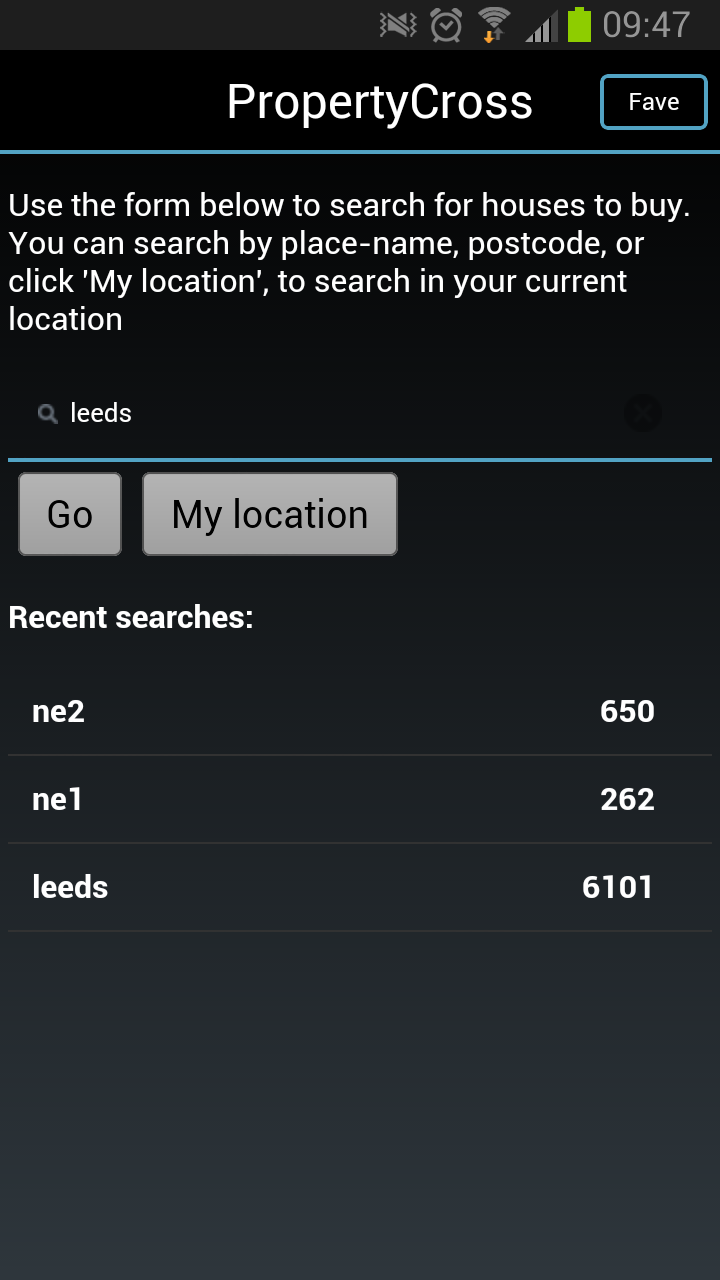 09:47
PropertyCross
Fave
Use the form below to search for houses to buy.
You can search by place-name, postcode, or
click 'My location', to search in your current
location
leeds
Go
My location
Recent searches:
ne2 650
ne1 262
leeds 6101